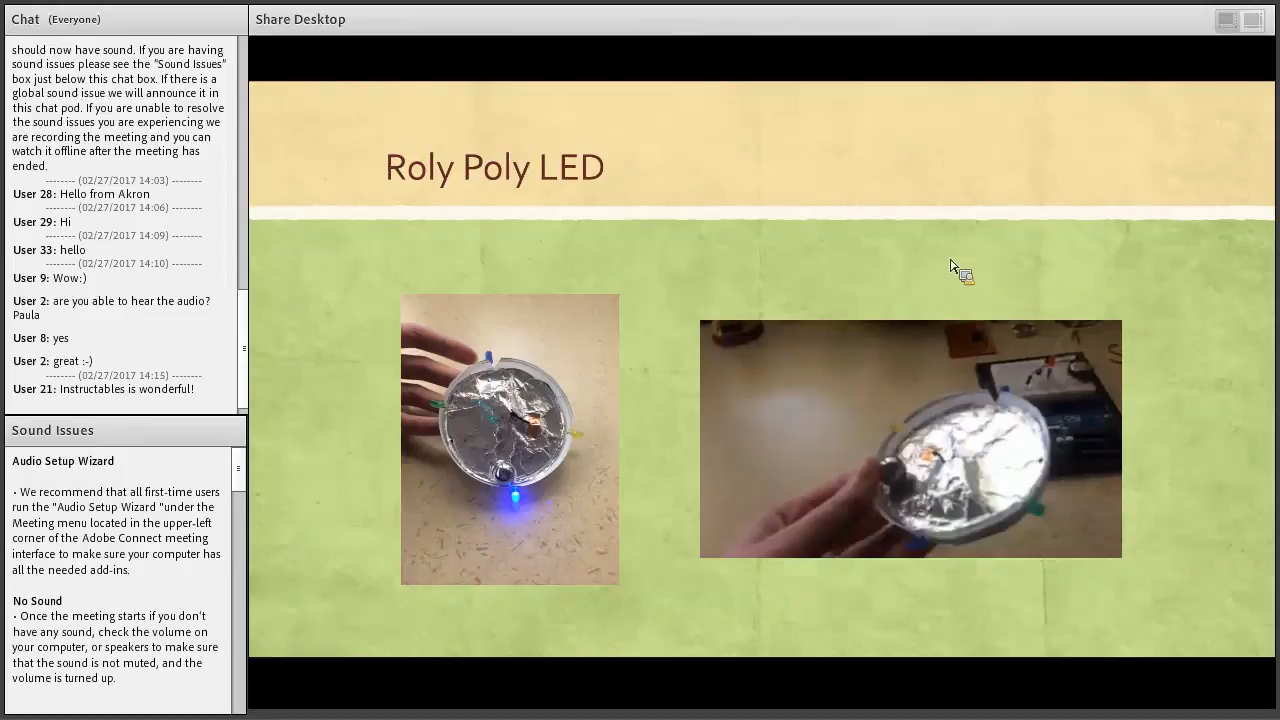 Chat (Everyone)
should now have sound. If you are having
sound issues please see the "Sound Issues"
box just below this chat box. If there is a
global sound issue we will announce it in
this chat pod. If you are unable to resolve
the sound issues you are experiencing we
are recording the meeting and you can
watch it offline after the meeting has
ended.
-------- (02/27/2017 14:03) --------
User 28: Hello from Akron
-------- (02/27/2017 14:06) --------
User 29: Hi
-------- (02/27/2017 14:09) --------
User 33: hello
-------- (02/27/2017 14:10) --------
User 9: Wow:)
User 2: are you able to hear the audio?
Paula
User 8: yes
User 2: great :-)
-------- (02/27/2017 14:15) --------
User 21: Instructables is wonderful!
Sound Issues
Audio Setup Wizard
• We recommend that all first-time users
run the "Audio Setup Wizard "under the
Meeting menu located in the upper-left
corner of the Adobe Connect meeting
interface to make sure your computer has
all the needed add-ins.
No Sound
• Once the meeting starts if you don't
have any sound, check the volume on
your computer, or speakers to make sure
that the sound is not muted, and the
volume is turned up.
Share Desktop
Roly Poly LED